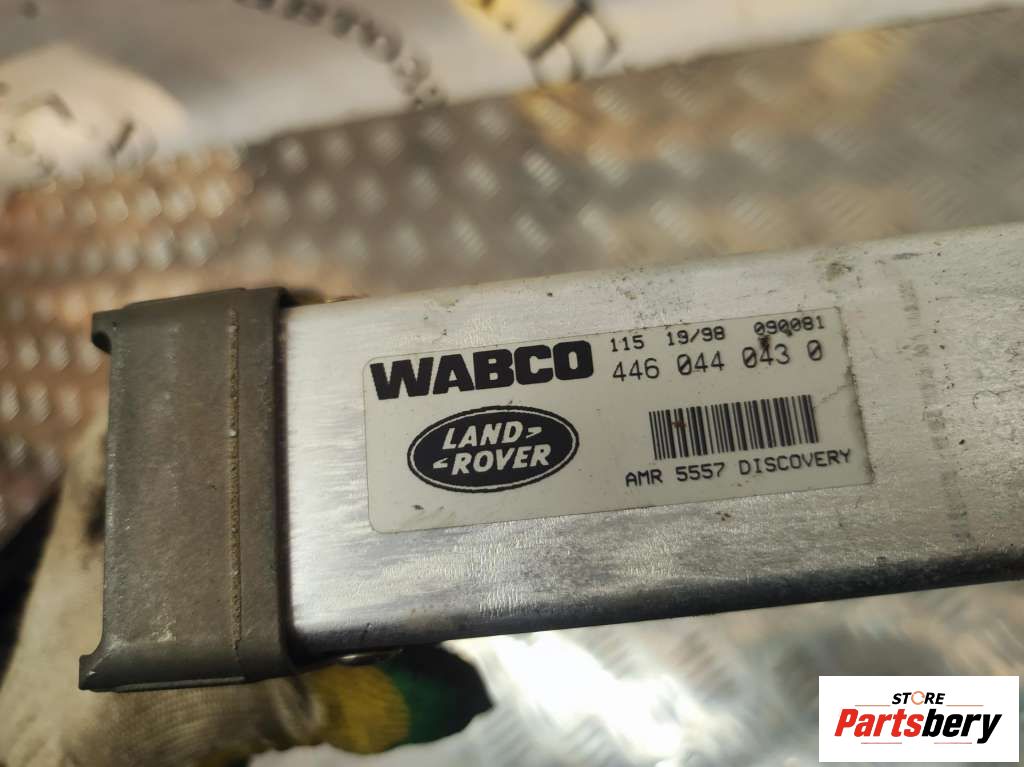 WABCO
115 19/98 090081
446 044 043 0
LAND
ROVER
AMR 5557 DISCOVERY
STORE
Partsbery